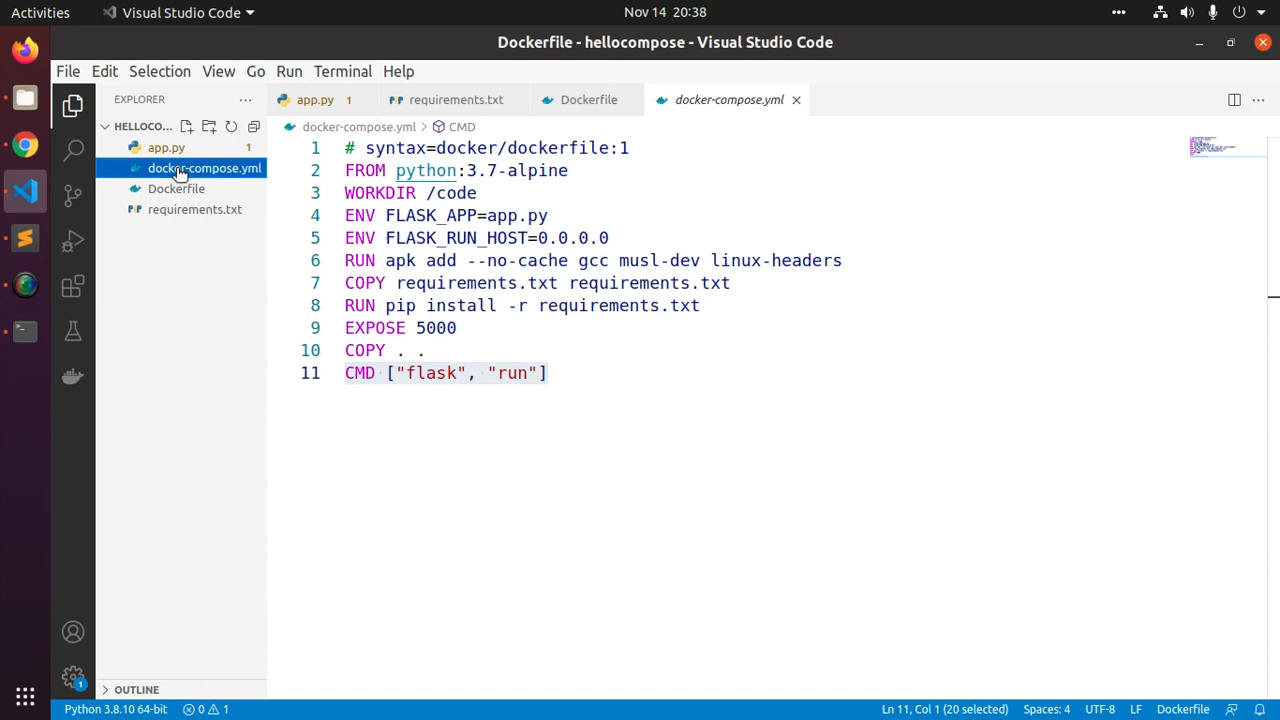 Activities
Visual Studio Code
Nov 14 20:38
Dockerfile - hellocompose - Visual Studio Code
File Edit Selection View Go Run Terminal Help
EXPLORER
HELLOCO...
app.py 1
docker-compose.yml
Dockerfile
requirements.txt
OUTLINE
app.py 1
requirements.txt
Dockerfile
docker-compose.yml
docker-compose.yml > CMD
1 # syntax=docker/dockerfile:1
2 FROM python:3.7-alpine
3 WORKDIR /code
4 ENV FLASK_APP=app.py
5 ENV FLASK_RUN_HOST=0.0.0.0
6 RUN apk add --no-cache gcc musl-dev linux-headers
7 COPY requirements.txt requirements.txt
8 RUN pip install -r requirements.txt
9 EXPOSE 5000
10 COPY . .
11 CMD ["flask", "run"]
1
Python 3.8.10 64-bit
0 1
Ln 11, Col 1 (20 selected)
Spaces: 4
UTF-8
LF
Dockerfile